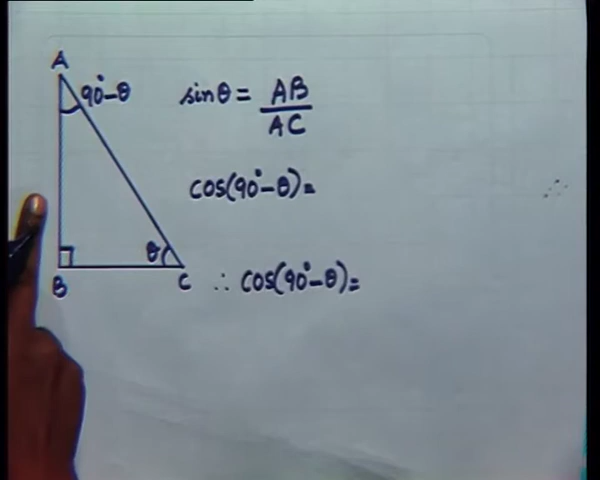 A
90°-θ
sinθ = AB/AC
cos(90°-θ)=
θ
B
C
∴ cos(90°-θ)=